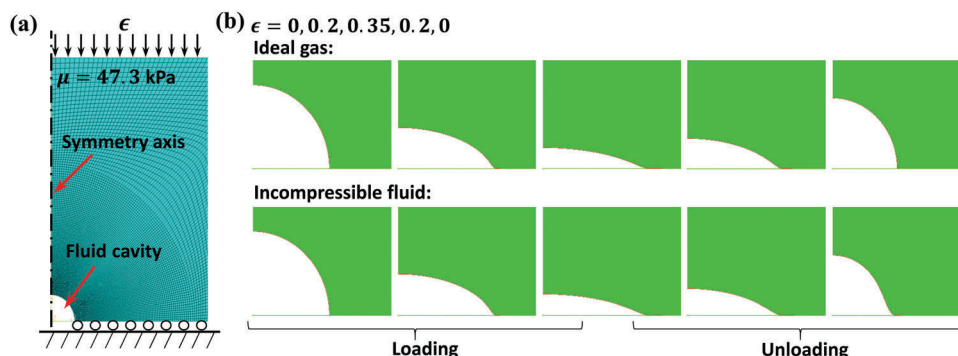 (a)
ϵ
μ = 47.3 kPa
Symmetry axis
Fluid cavity
(b) ϵ = 0, 0.2, 0.35, 0.2, 0
Ideal gas:
Incompressible fluid:
Loading
Unloading